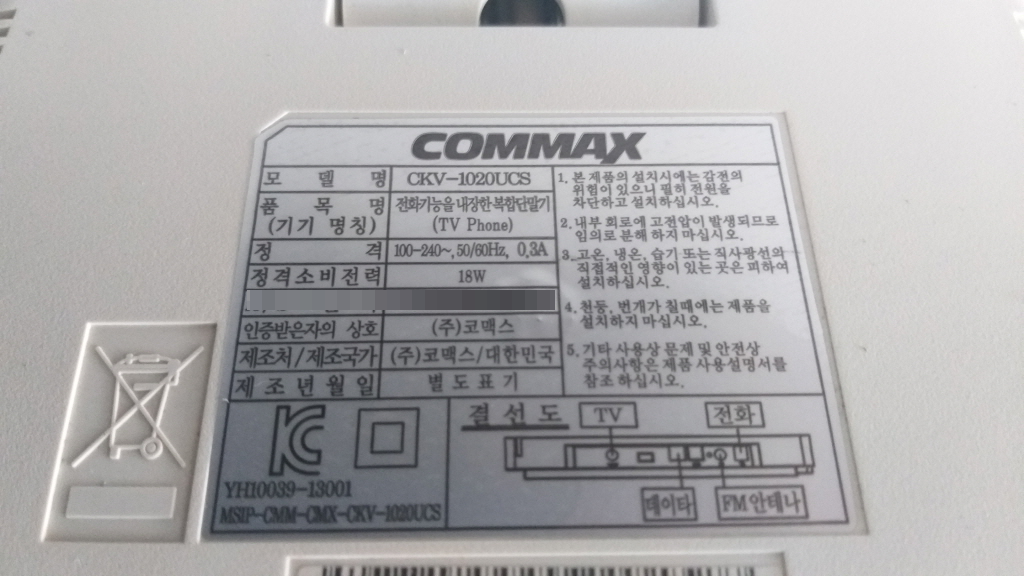 COMMAX
모 델 명 CKV-1020UCS
품 목 명 전화기능을 내장한 복합단말기
(기기 명칭) (TV Phone)
정 격 100-240~, 50/60Hz, 0.3A
정격소비전력 18W
인증받은자의 상호 (주)코맥스
제조처/제조국가 (주)코맥스/대한민국
제 조 년 월 일 별 도 표 기
1. 본 제품의 설치시에는 감전의
위험이 있으니 필히 전원을
차단하고 설치하십시오.
2. 내부 회로에 고전압이 발생되므로
임의로 분해 하지 마십시오.
3. 고온, 냉온, 습기 또는 직사광선의
직접적인 영향이 있는 곳은 피하여
설치하십시오.
4. 천둥, 번개가 칠때에는 제품을
설치하지 마십시오.
5. 기타 사용상 문제 및 안전상
주의사항은 제품 사용설명서를
참조 하십시오.
YH10039-13001
MSIP-CMM-CMX-CKV-1020UCS
결 선 도
TV
전화
데이타
FM 안테나